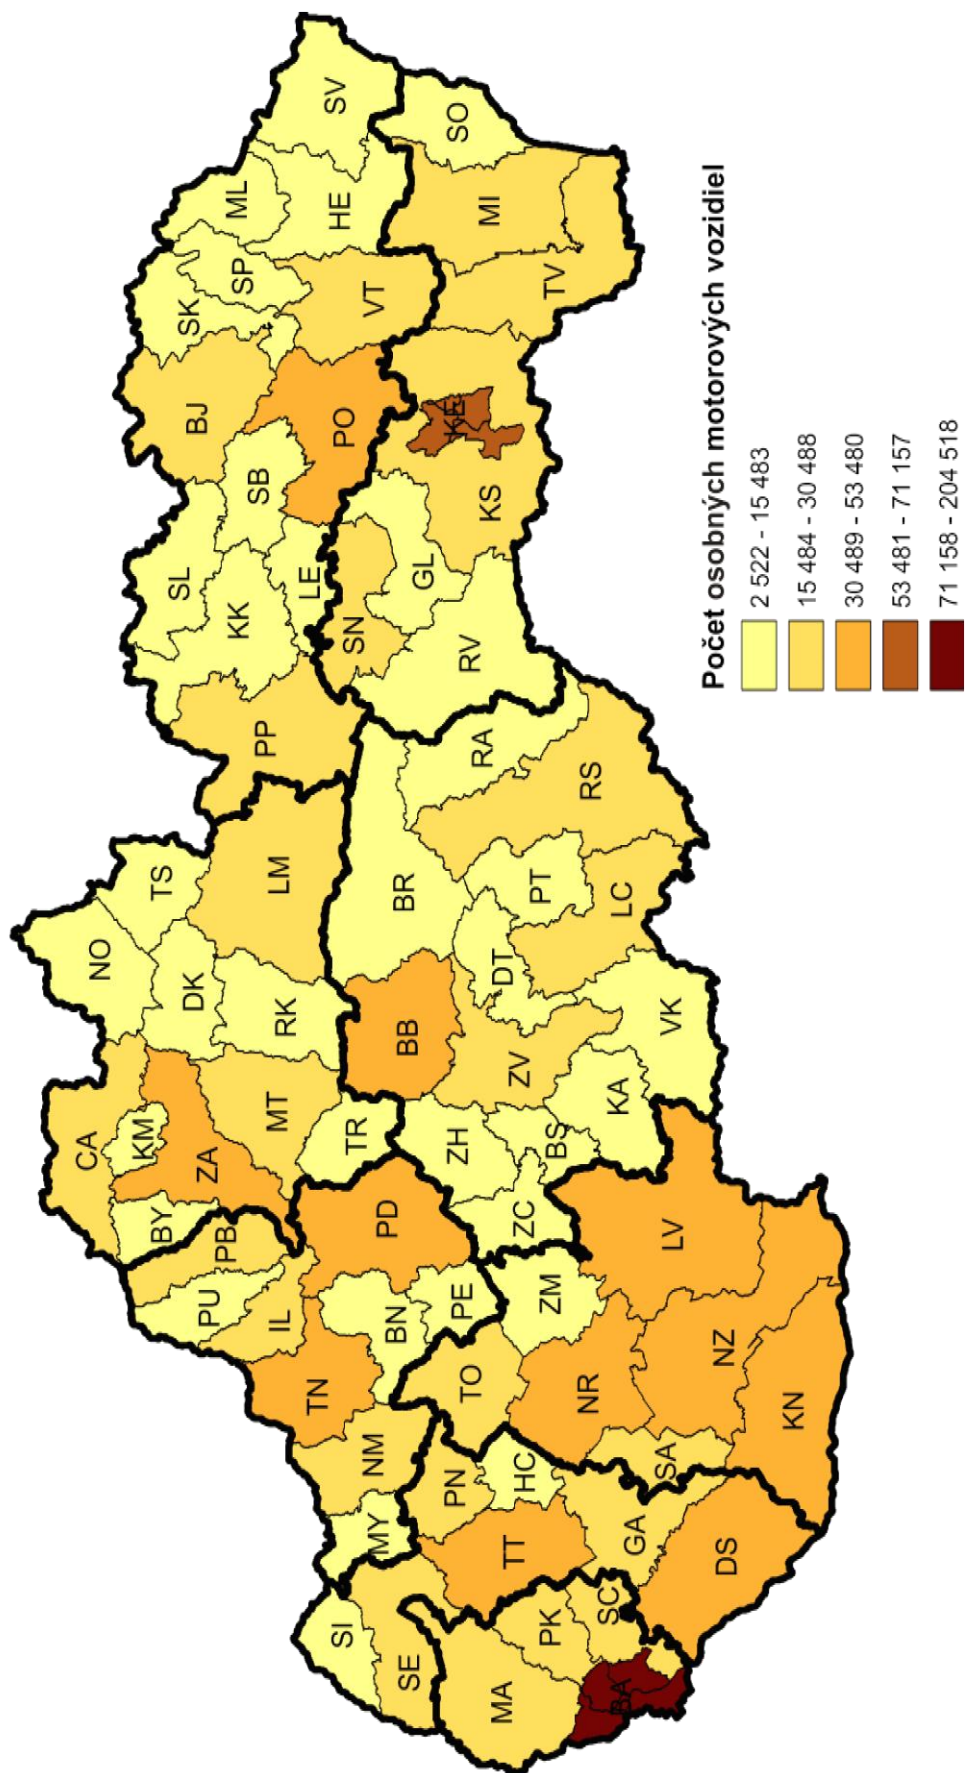 SV
ML
SO
HE
SP
MI
SK
VT
TV
BJ
PO
KE
SB
KS
SL
LE
GL
KK
SN
RV
PP
RA
RS
TS
LM
BR
PT
LC
NO
DK
RK
DT
VK
BB
ZV
KA
CA
KM
MT
TR
ZH
BS
ZA
BY
PD
ZC
LV
PB
PU
IL
BN
PE
ZM
NZ
TN
TO
NR
KN
NM
PN
HC
SA
MY
TT
GA
DS
SI
SE
PK
SC
MA
BA
Počet osobných motorových vozidiel
2 522 - 15 483
15 484 - 30 488
30 489 - 53 480
53 481 - 71 157
71 158 - 204 518